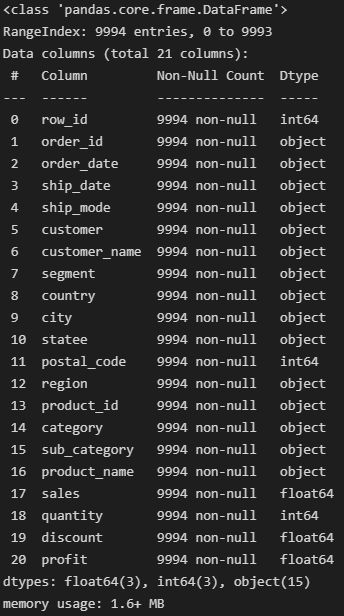 <class 'pandas.core.frame.DataFrame'>
RangeIndex: 9994 entries, 0 to 9993
Data columns (total 21 columns):
 #   Column         Non-Null Count  Dtype
---  ------         --------------  -----
 0   row_id         9994 non-null   int64
 1   order_id       9994 non-null   object
 2   order_date     9994 non-null   object
 3   ship_date      9994 non-null   object
 4   ship_mode      9994 non-null   object
 5   customer       9994 non-null   object
 6   customer_name  9994 non-null   object
 7   segment        9994 non-null   object
 8   country        9994 non-null   object
 9   city           9994 non-null   object
 10  statee         9994 non-null   object
 11  postal_code    9994 non-null   int64
 12  region         9994 non-null   object
 13  product_id     9994 non-null   object
 14  category       9994 non-null   object
 15  sub_category   9994 non-null   object
 16  product_name   9994 non-null   object
 17  sales          9994 non-null   float64
 18  quantity       9994 non-null   int64
 19  discount       9994 non-null   float64
 20  profit         9994 non-null   float64
dtypes: float64(3), int64(3), object(15)
memory usage: 1.6+ MB